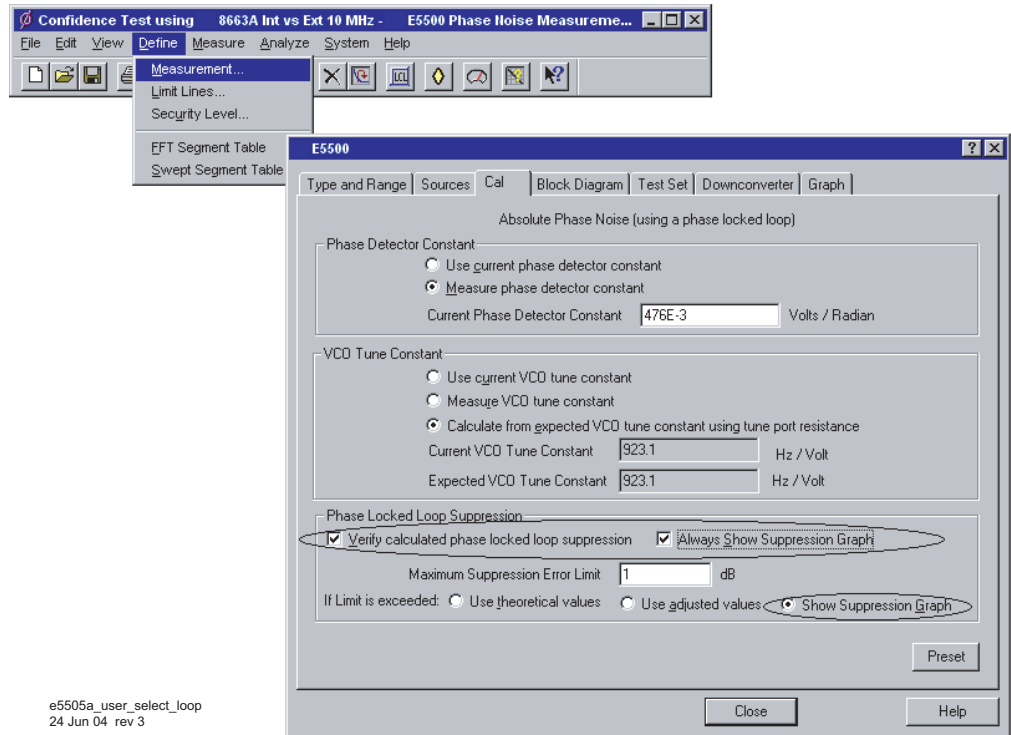 Confidence Test using 8663A Int vs Ext 10 MHz - E5500 Phase Noise Measureme...
File Edit View Define Measure Analyze System Help
Measurement...
Limit Lines...
Security Level...
FFT Segment Table
Swept Segment Table
E5500
Type and Range Sources Cal Block Diagram Test Set Downconverter Graph
Absolute Phase Noise (using a phase locked loop)
Phase Detector Constant
Use current phase detector constant
Measure phase detector constant
Current Phase Detector Constant 476E-3 Volts / Radian
VCO Tune Constant
Use current VCO tune constant
Measure VCO tune constant
Calculate from expected VCO tune constant using tune port resistance
Current VCO Tune Constant 923.1 Hz / Volt
Expected VCO Tune Constant 923.1 Hz / Volt
Phase Locked Loop Suppression
Verify calculated phase locked loop suppression Always Show Suppression Graph
Maximum Suppression Error Limit 1 dB
If Limit is exceeded: Use theoretical values Use adjusted values Show Suppression Graph
Preset
Close Help
e5505a_user_select_loop
24 Jun 04 rev 3